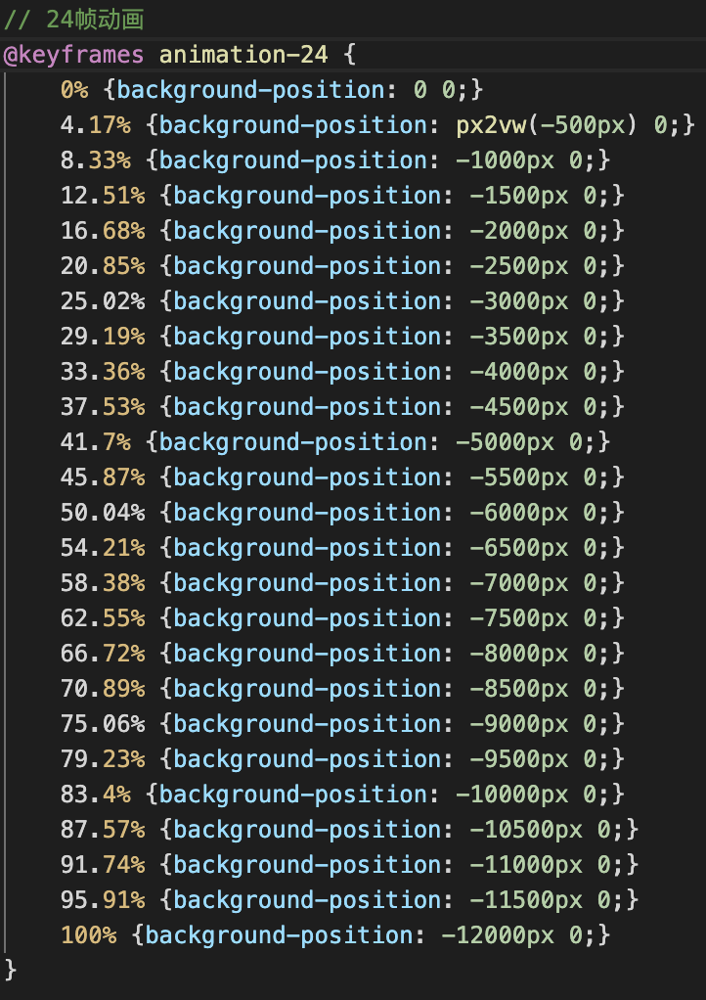 // 24帧动画
@keyframes animation-24 {
0% {background-position: 0 0;}
4.17% {background-position: px2vw(-500px) 0;}
8.33% {background-position: -1000px 0;}
12.51% {background-position: -1500px 0;}
16.68% {background-position: -2000px 0;}
20.85% {background-position: -2500px 0;}
25.02% {background-position: -3000px 0;}
29.19% {background-position: -3500px 0;}
33.36% {background-position: -4000px 0;}
37.53% {background-position: -4500px 0;}
41.7% {background-position: -5000px 0;}
45.87% {background-position: -5500px 0;}
50.04% {background-position: -6000px 0;}
54.21% {background-position: -6500px 0;}
58.38% {background-position: -7000px 0;}
62.55% {background-position: -7500px 0;}
66.72% {background-position: -8000px 0;}
70.89% {background-position: -8500px 0;}
75.06% {background-position: -9000px 0;}
79.23% {background-position: -9500px 0;}
83.4% {background-position: -10000px 0;}
87.57% {background-position: -10500px 0;}
91.74% {background-position: -11000px 0;}
95.91% {background-position: -11500px 0;}
100% {background-position: -12000px 0;}
}